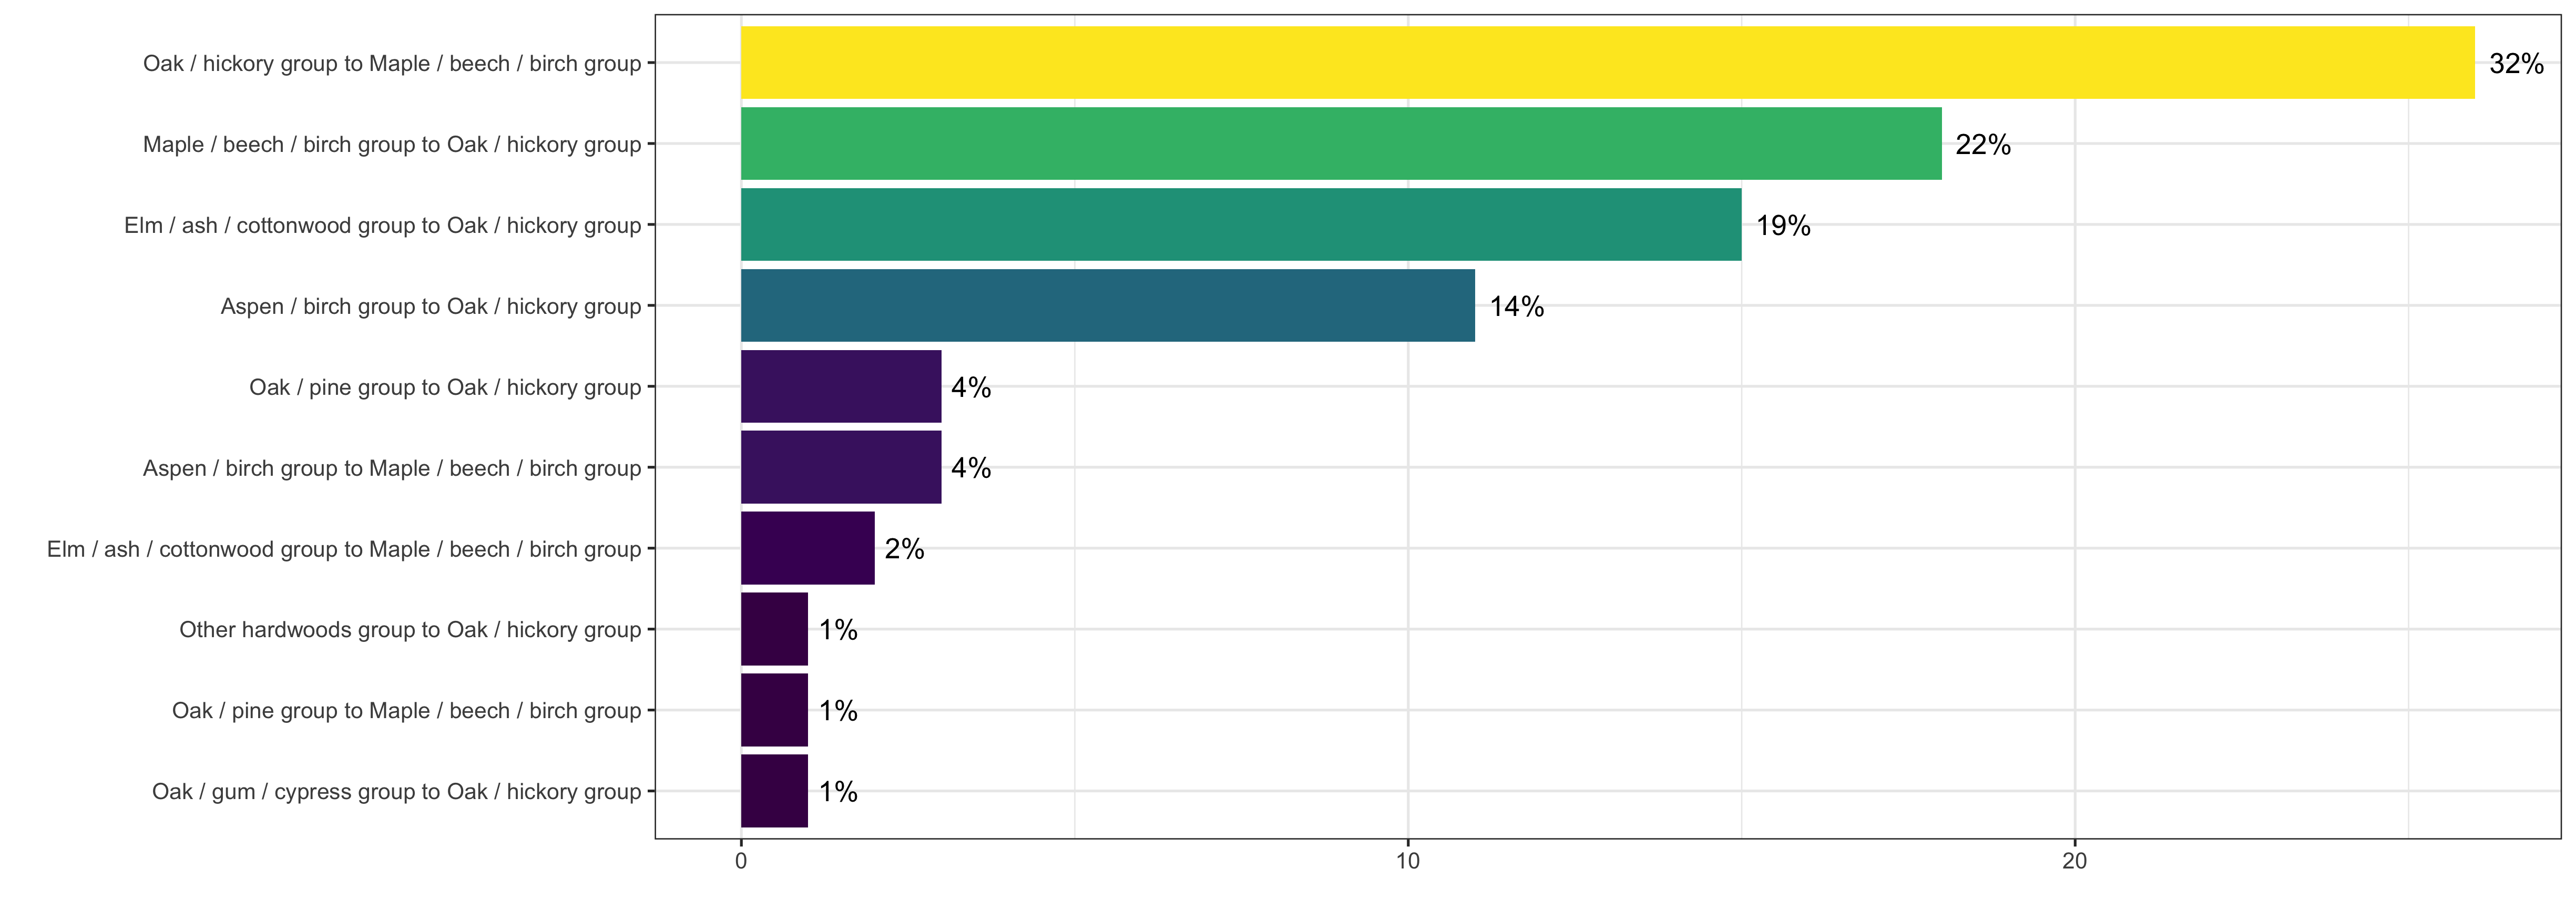 Oak / hickory group to Maple / beech / birch group 32%
Maple / beech / birch group to Oak / hickory group 22%
Elm / ash / cottonwood group to Oak / hickory group 19%
Aspen / birch group to Oak / hickory group 14%
Oak / pine group to Oak / hickory group 4%
Aspen / birch group to Maple / beech / birch group 4%
Elm / ash / cottonwood group to Maple / beech / birch group 2%
Other hardwoods group to Oak / hickory group 1%
Oak / pine group to Maple / beech / birch group 1%
Oak / gum / cypress group to Oak / hickory group 1%
0 10 20